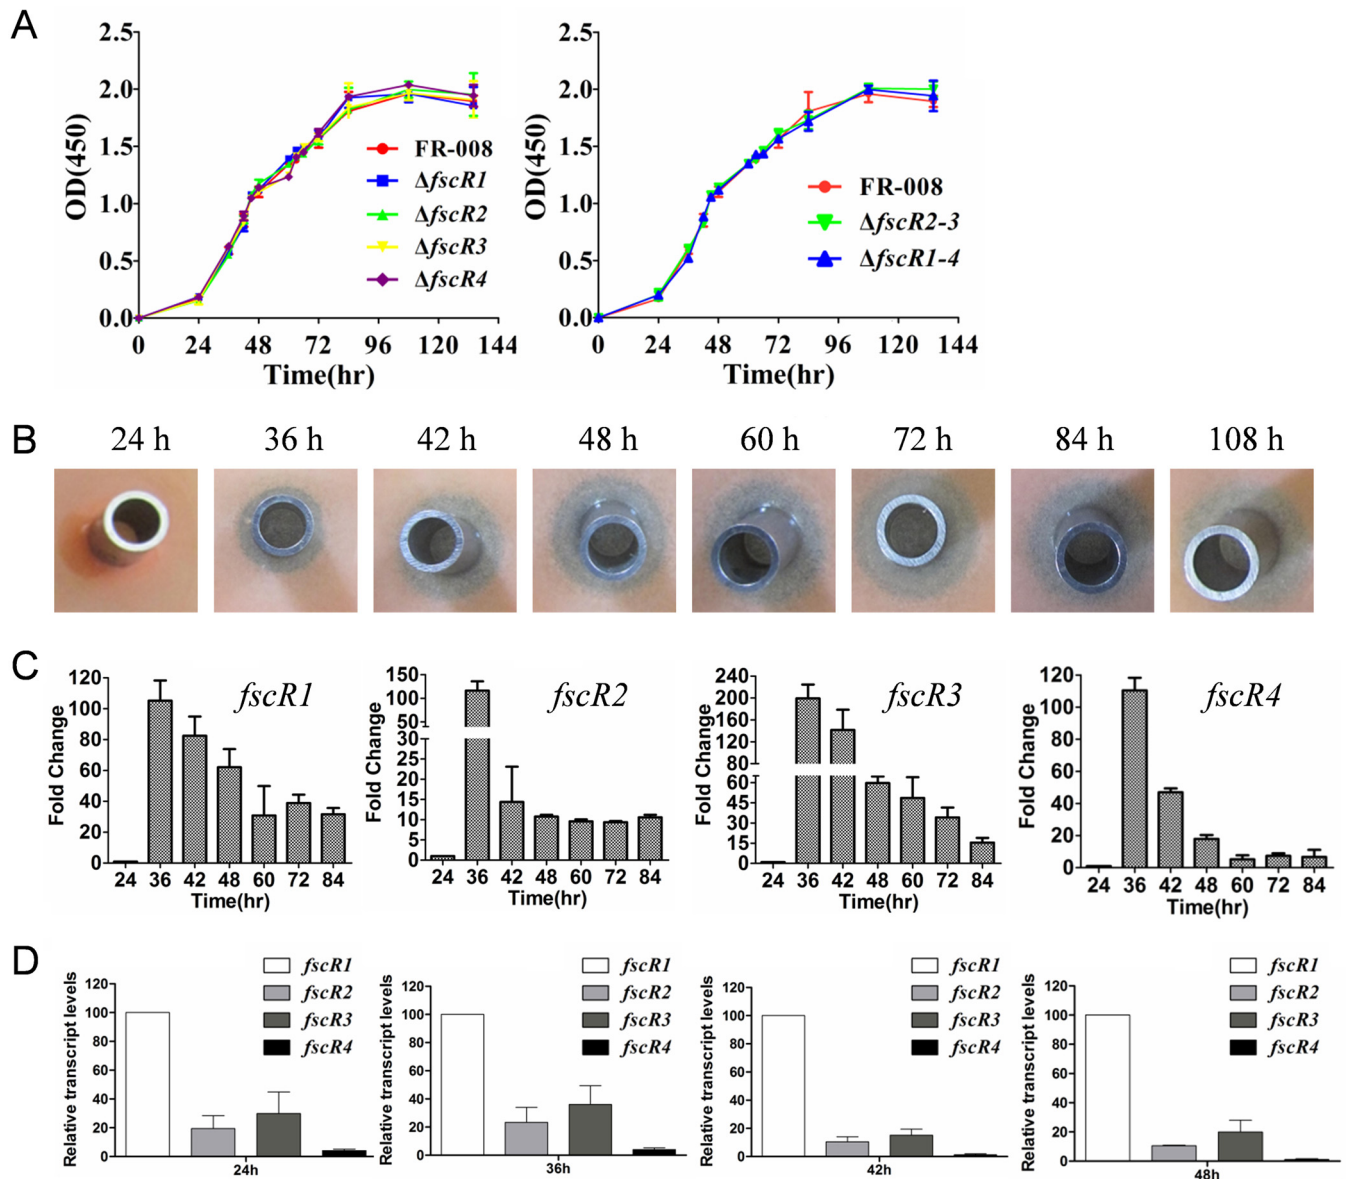 A
2.5
2.0
1.5
1.0
0.5
0.0
OD(450)
0 24 48 72 96 120 144
Time(hr)
FR-008
ΔfscR1
ΔfscR2
ΔfscR3
ΔfscR4
2.5
2.0
1.5
1.0
0.5
0.0
OD(450)
0 24 48 72 96 120 144
Time(hr)
FR-008
ΔfscR2-3
ΔfscR1-4
B
24 h 36 h 42 h 48 h 60 h 72 h 84 h 108 h
C
Fold Change
120
100
80
60
40
20
0
fscR1
24 36 42 48 60 72 84
Time(hr)
Fold Change
150
100
50
30
25
20
15
10
5
0
fscR2
24 36 42 48 60 72 84
Time(hr)
Fold Change
240
200
160
120
80
60
45
30
15
0
fscR3
24 36 42 48 60 72 84
Time(hr)
Fold Change
120
100
80
60
40
20
0
fscR4
24 36 42 48 60 72 84
Time(hr)
D
Relative transcript levels
120
100
80
60
40
20
0
fscR1
fscR2
fscR3
fscR4
24h
Relative transcript levels
120
100
80
60
40
20
0
fscR1
fscR2
fscR3
fscR4
36h
Relative transcript levels
120
100
80
60
40
20
0
fscR1
fscR2
fscR3
fscR4
42h
Relative transcript levels
120
100
80
60
40
20
0
fscR1
fscR2
fscR3
fscR4
48h